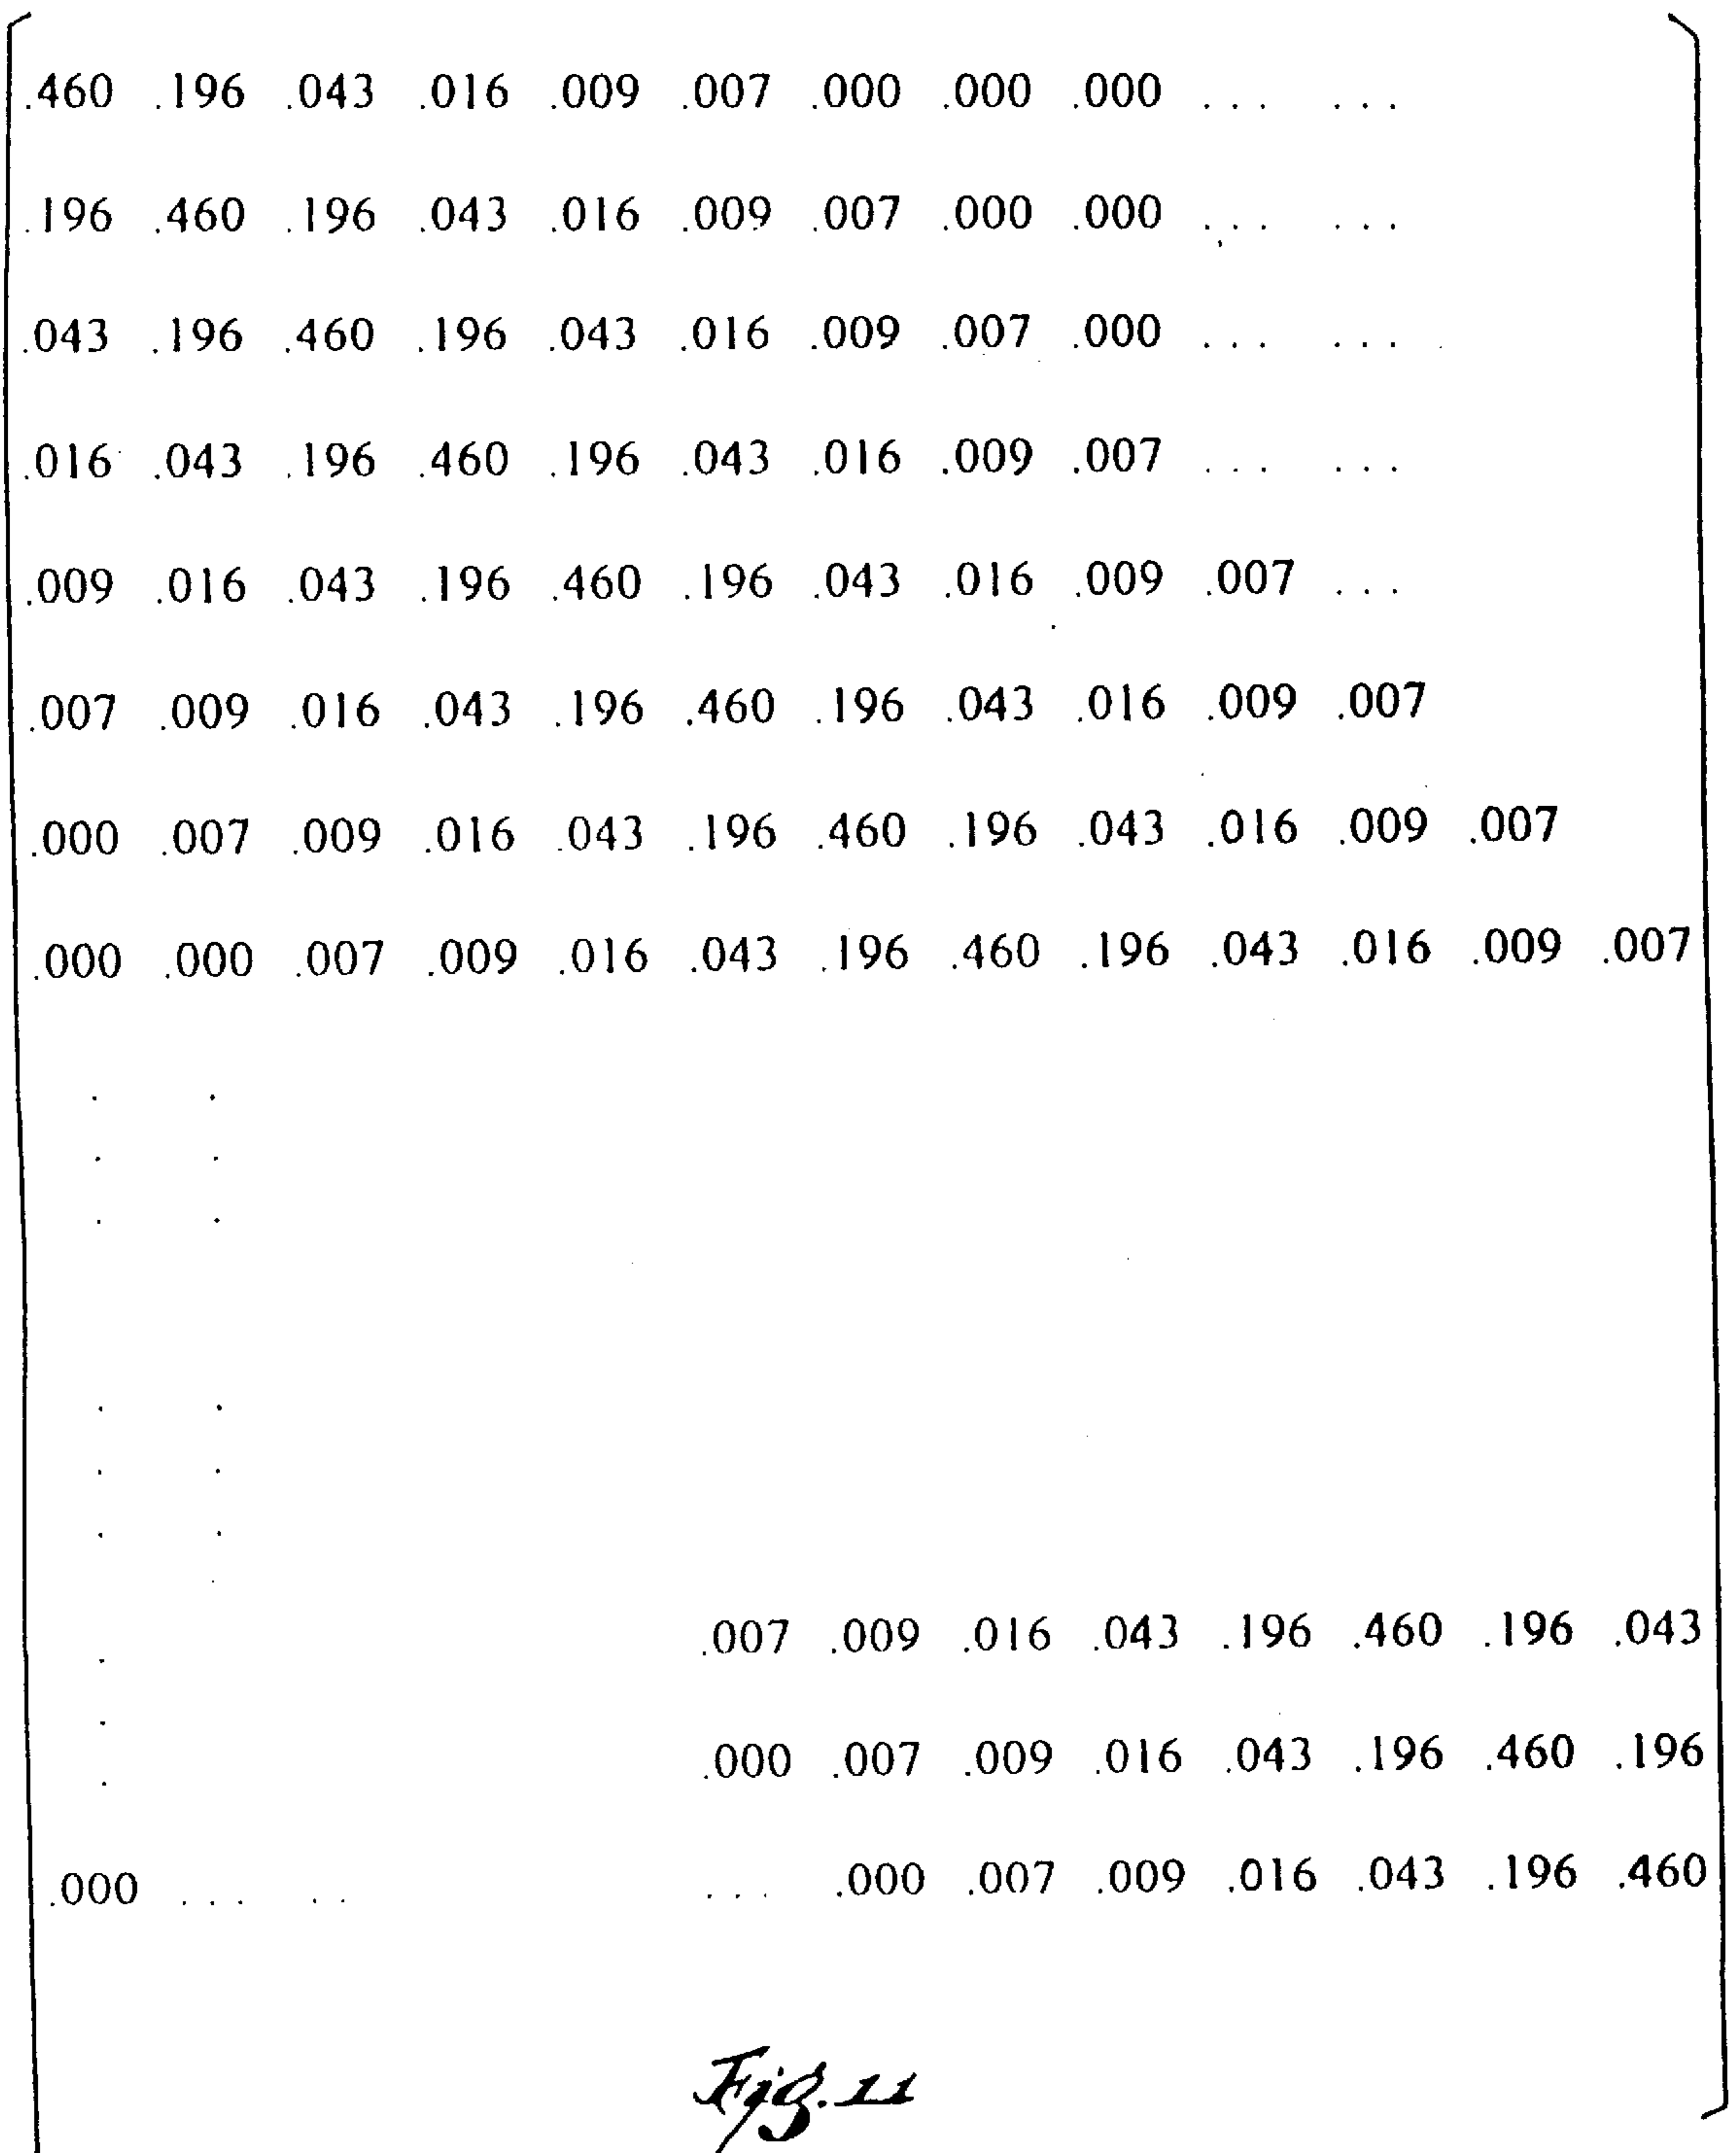 .460 .196 .043 .016 .009 .007 .000 .000 .000 ... ...
.196 .460 .196 .043 .016 .009 .007 .000 .000 ... ...
.043 .196 .460 .196 .043 .016 .009 .007 .000 ... ...
.016 .043 .196 .460 .196 .043 .016 .009 .007 ... ...
.009 .016 .043 .196 .460 .196 .043 .016 .009 .007 ...
.007 .009 .016 .043 .196 .460 .196 .043 .016 .009 .007
.000 .007 .009 .016 .043 .196 .460 .196 .043 .016 .009 .007
.000 .000 .007 .009 .016 .043 .196 .460 .196 .043 .016 .009 .007
. .
. .
. .
. .
. .
. .
. .007 .009 .016 .043 .196 .460 .196 .043
.
. .000 .007 .009 .016 .043 .196 .460 .196
.000 ... .. ... .000 .007 .009 .016 .043 .196 .460
Fig. 11